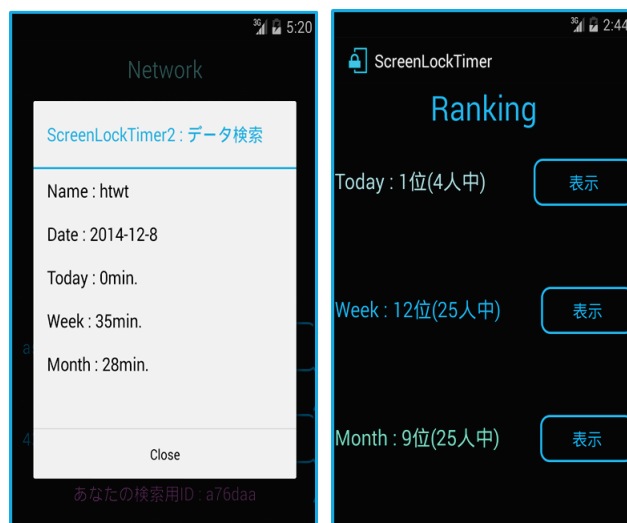 3G 5:20
Network
ScreenLockTimer2 : データ検索
Name : htwt
Date : 2014-12-8
Today : 0min.
Week : 35min.
Month : 28min.
Close
あなたの検索用ID : a76daa
3G 2:44
ScreenLockTimer
Ranking
Today : 1位(4人中) 表示
Week : 12位(25人中) 表示
Month : 9位(25人中) 表示